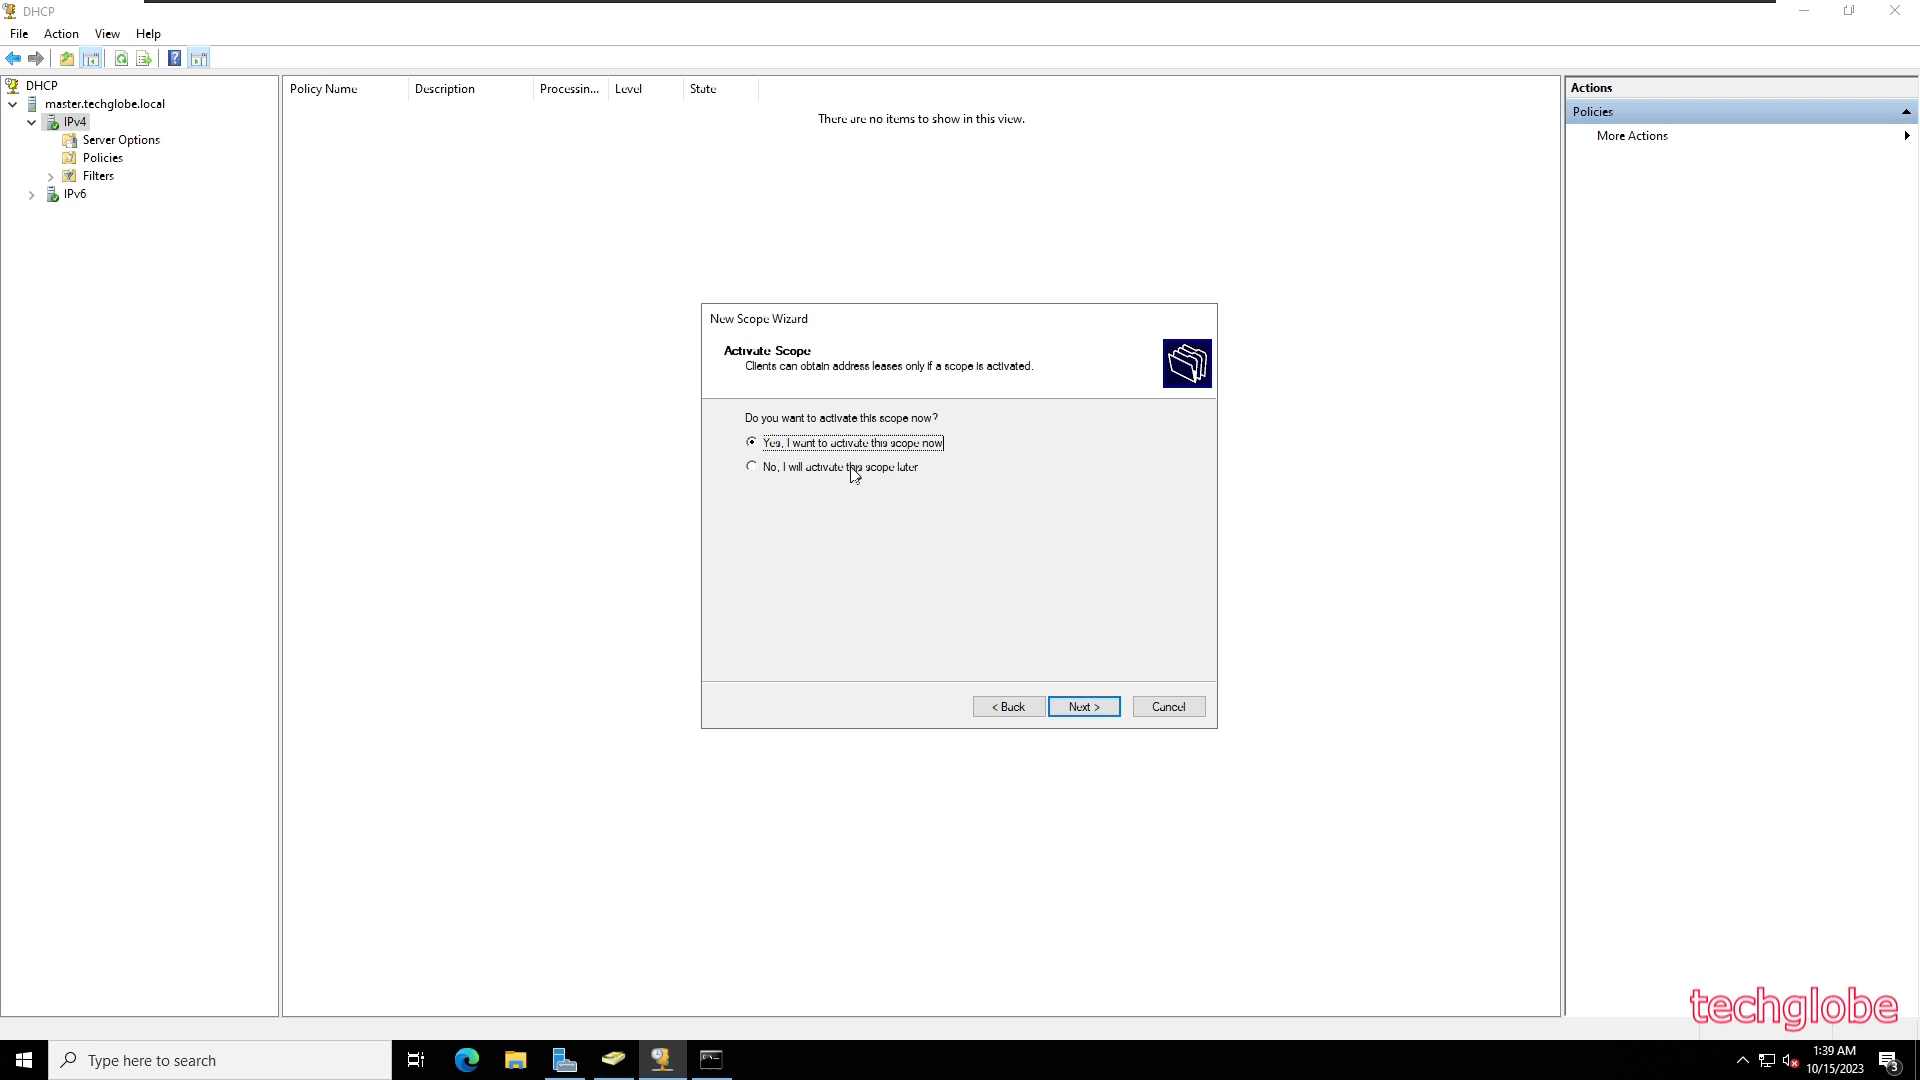 DHCP
File Action View Help
DHCP
master.techglobe.local
IPv4
Server Options
Policies
Filters
IPv6
Policy Name Description Processin... Level State
There are no items to show in this view.
Actions
Policies
More Actions
New Scope Wizard
Activate Scope
Clients can obtain address leases only if a scope is activated.
Do you want to activate this scope now?
Yes, I want to activate this scope now
No, I will activate this scope later
< Back Next > Cancel
techglobe
Type here to search
1:39 AM
10/15/2023
3